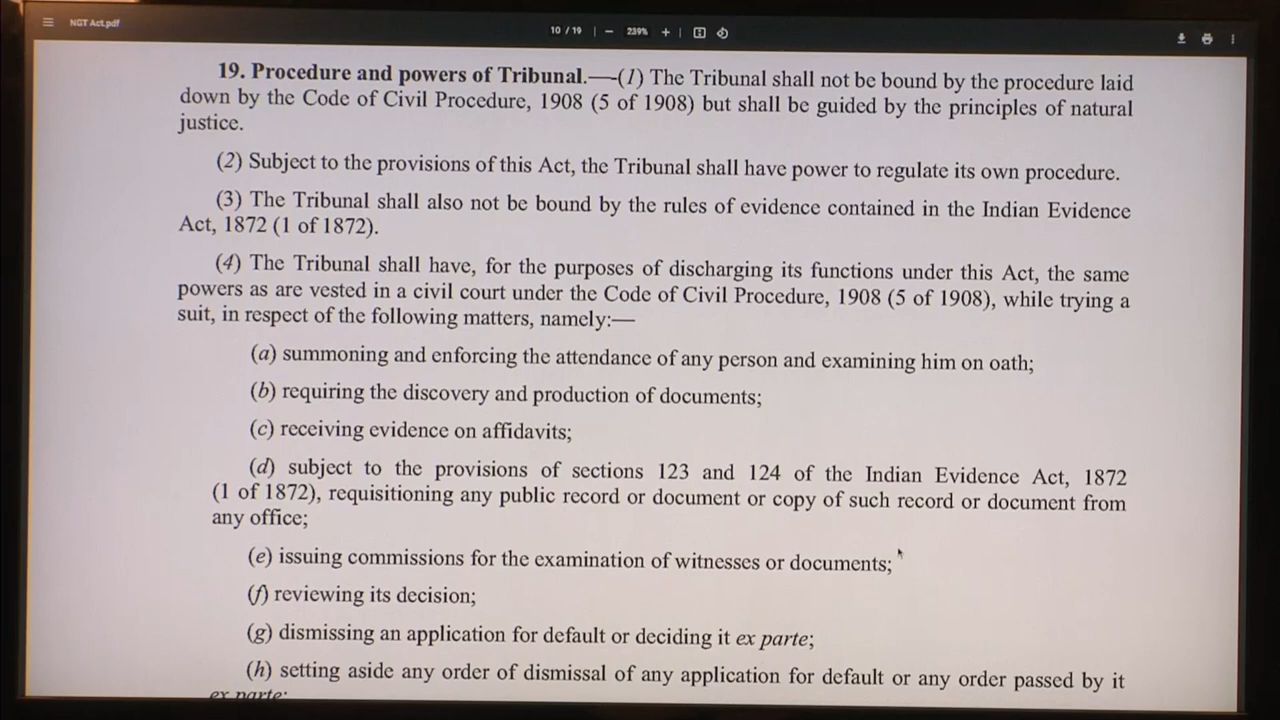 NGT Act.pdf
10 / 19 | − 239% + |
19. Procedure and powers of Tribunal.—(1) The Tribunal shall not be bound by the procedure laid
down by the Code of Civil Procedure, 1908 (5 of 1908) but shall be guided by the principles of natural
justice.
(2) Subject to the provisions of this Act, the Tribunal shall have power to regulate its own procedure.
(3) The Tribunal shall also not be bound by the rules of evidence contained in the Indian Evidence
Act, 1872 (1 of 1872).
(4) The Tribunal shall have, for the purposes of discharging its functions under this Act, the same
powers as are vested in a civil court under the Code of Civil Procedure, 1908 (5 of 1908), while trying a
suit, in respect of the following matters, namely:—
(a) summoning and enforcing the attendance of any person and examining him on oath;
(b) requiring the discovery and production of documents;
(c) receiving evidence on affidavits;
(d) subject to the provisions of sections 123 and 124 of the Indian Evidence Act, 1872
(1 of 1872), requisitioning any public record or document or copy of such record or document from
any office;
(e) issuing commissions for the examination of witnesses or documents;
(f) reviewing its decision;
(g) dismissing an application for default or deciding it ex parte;
(h) setting aside any order of dismissal of any application for default or any order passed by it
ex parte;